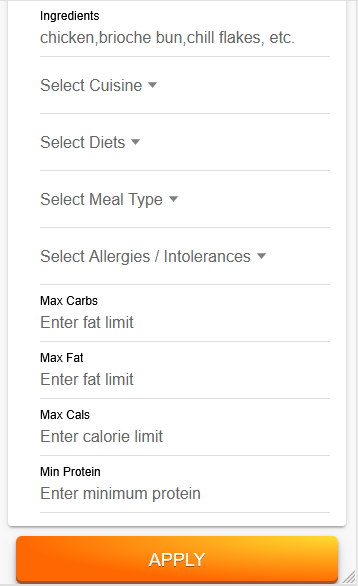 Ingredients
chicken,brioche bun,chill flakes, etc.
Select Cuisine
Select Diets
Select Meal Type
Select Allergies / Intolerances
Max Carbs
Enter fat limit
Max Fat
Enter fat limit
Max Cals
Enter calorie limit
Min Protein
Enter minimum protein
APPLY